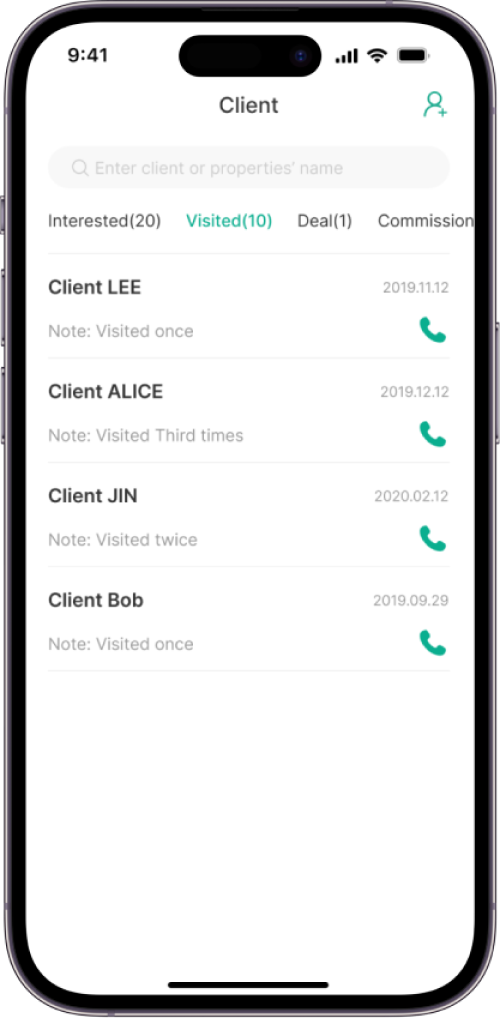 9:41
Client
Enter client or properties' name
Interested(20) Visited(10) Deal(1) Commission
Client LEE 2019.11.12
Note: Visited once
Client ALICE 2019.12.12
Note: Visited Third times
Client JIN 2020.02.12
Note: Visited twice
Client Bob 2019.09.29
Note: Visited once